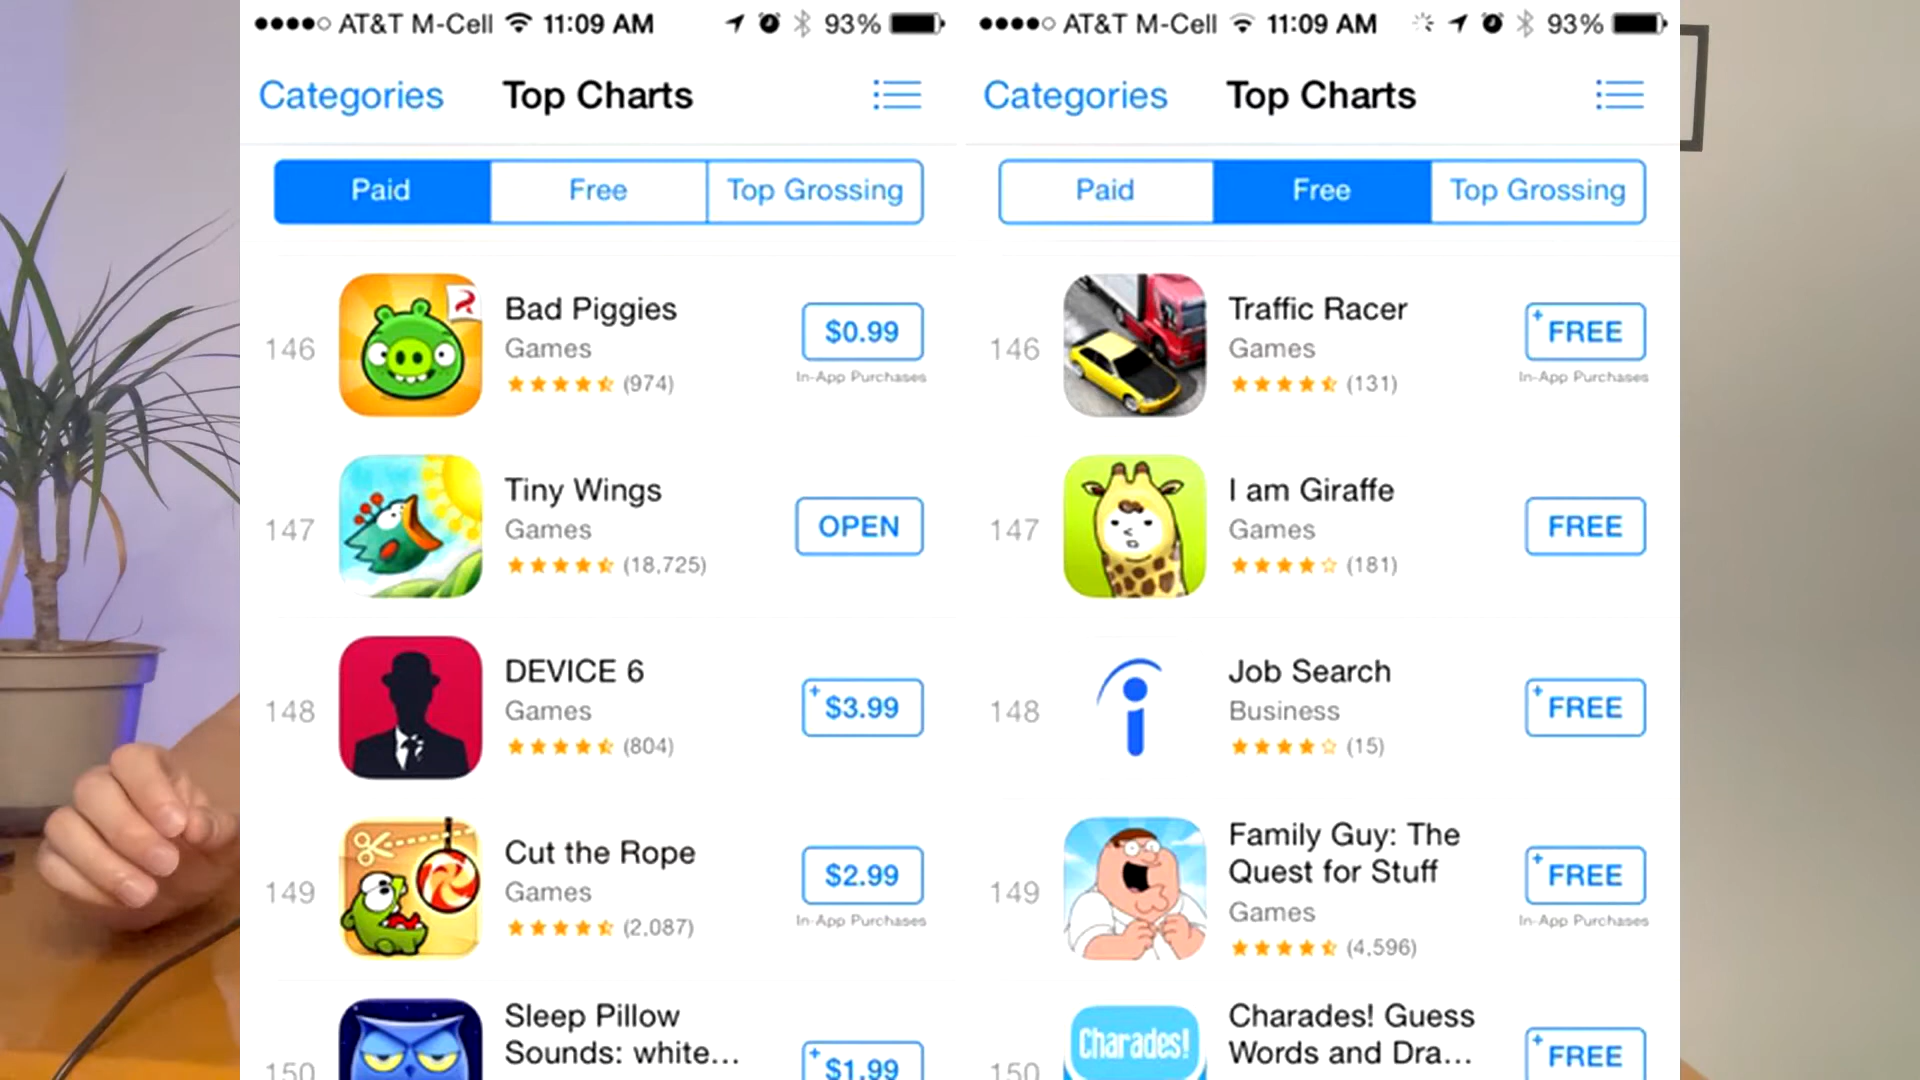 AT&T M-Cell 11:09 AM 93%
Categories Top Charts
Paid Free Top Grossing
146 Bad Piggies
Games
(974)
$0.99
In-App Purchases
147 Tiny Wings
Games
(18,725)
OPEN
148 DEVICE 6
Games
(804)
+ $3.99
149 Cut the Rope
Games
(2,087)
$2.99
In-App Purchases
150 Sleep Pillow
Sounds: white...
+ $1.99
AT&T M-Cell 11:09 AM 93%
Categories Top Charts
Paid Free Top Grossing
146 Traffic Racer
Games
(131)
+ FREE
In-App Purchases
147 I am Giraffe
Games
(181)
FREE
148 Job Search
Business
(15)
+ FREE
149 Family Guy: The
Quest for Stuff
Games
(4,596)
+ FREE
In-App Purchases
150 Charades! Guess
Words and Dra...
Charades!
+ FREE